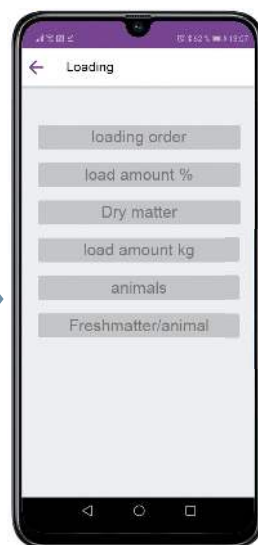 Loading
loading order
load amount %
Dry matter
load amount kg
animals
Freshmatter/animal